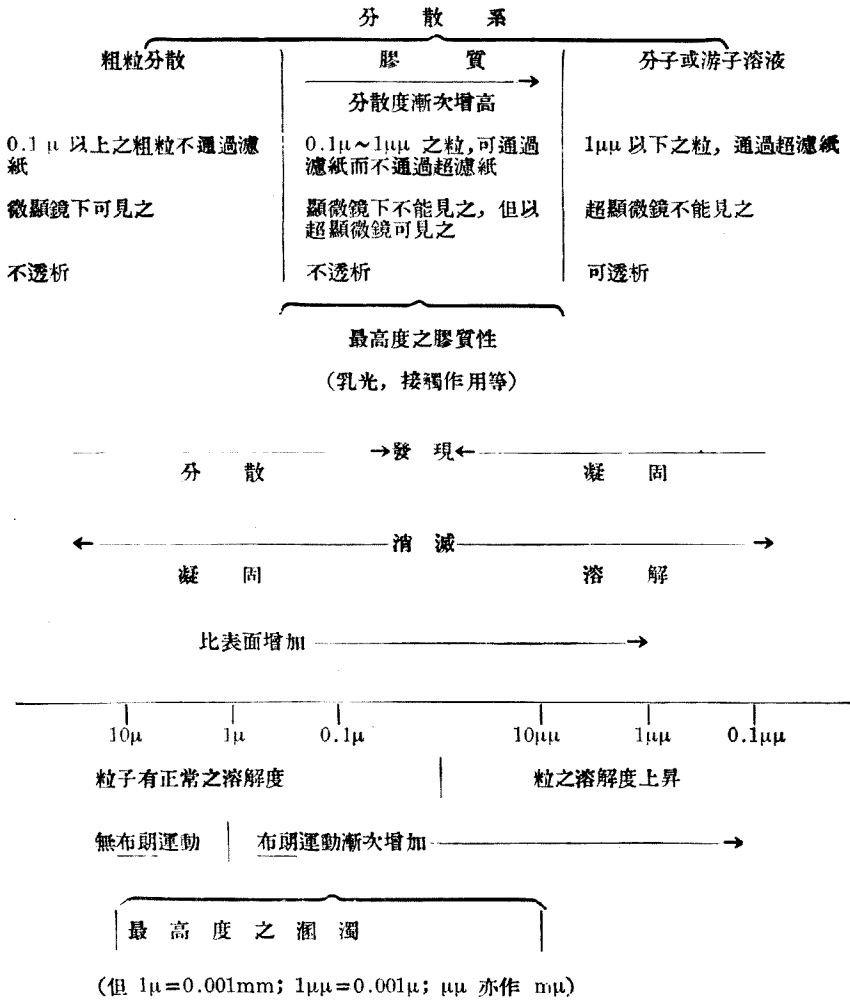 分散系
粗粒分散 膠質 分子或游子溶液
分散度漸次增高
0.1 μ 以上之粗粒不通過濾紙 0.1μ~1μμ 之粒,可通過濾紙而不通過超濾紙 1μμ 以下之粒，通過超濾紙
微顯鏡下可見之 顯微鏡下不能見之，但以超顯微鏡可見之 超顯微鏡不能見之
不透析 不透析 可透析
最高度之膠質性
(乳光，接觸作用等)
→發現←
分散 凝固
← 消滅 →
凝固 溶解
比表面增加 →
10μ 1μ 0.1μ 10μμ 1μμ 0.1μμ
粒子有正常之溶解度 粒之溶解度上昇
無布朗運動 布朗運動漸次增加 →
最高度之溷濁
(但 1μ=0.001mm; 1μμ=0.001μ; μμ 亦作 mμ)